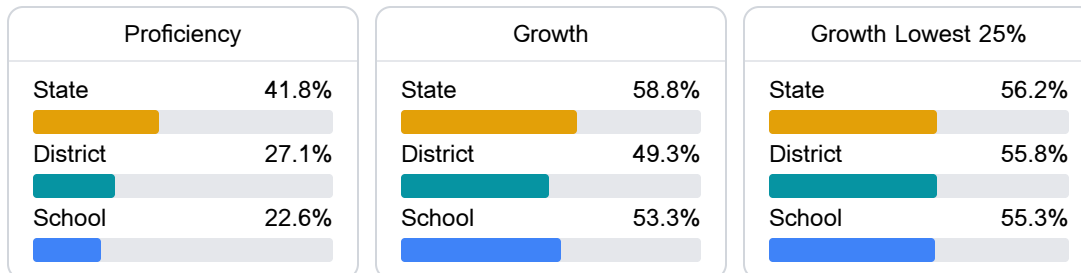 Proficiency
State 41.8%
District 27.1%
School 22.6%
Growth
State 58.8%
District 49.3%
School 53.3%
Growth Lowest 25%
State 56.2%
District 55.8%
School 55.3%